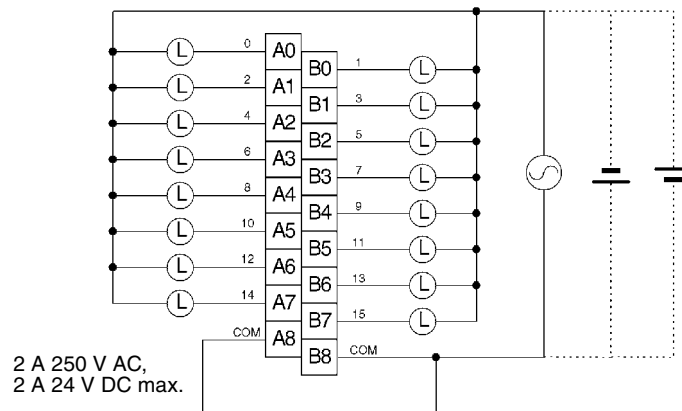 0 L A0
B0 1 L
2 L A1
B1 3 L
4 L A2
B2 5 L
6 L A3
B3 7 L
8 L A4
B4 9 L
10 L A5
B5 11 L
12 L A6
B6 13 L
14 L A7
B7 15 L
COM A8
B8 COM
2 A 250 V AC,
2 A 24 V DC max.